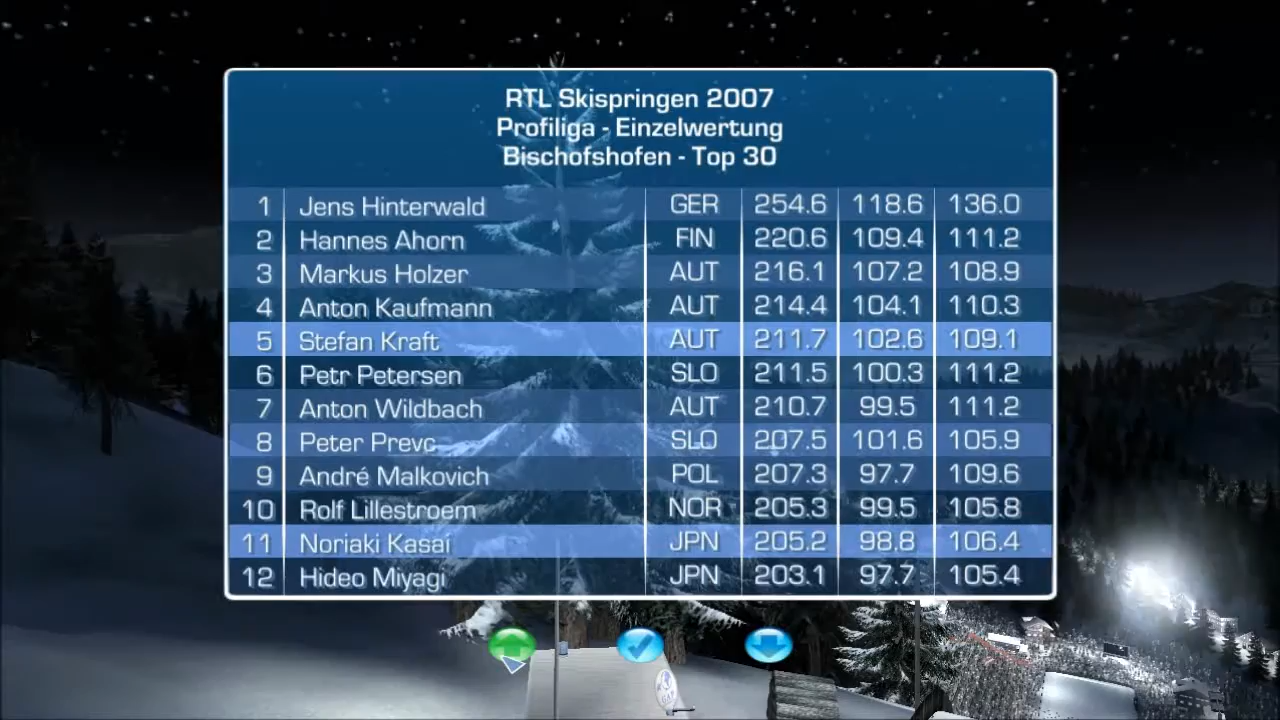 RTL Skispringen 2007
Profiliga - Einzelwertung
Bischofshofen - Top 30
1 Jens Hinterwald GER 254.6 118.6 136.0
2 Hannes Ahorn FIN 220.6 109.4 111.2
3 Markus Holzer AUT 216.1 107.2 108.9
4 Anton Kaufmann AUT 214.4 104.1 110.3
5 Stefan Kraft AUT 211.7 102.6 109.1
6 Petr Petersen SLO 211.5 100.3 111.2
7 Anton Wildbach AUT 210.7 99.5 111.2
8 Peter Prevc SLO 207.5 101.6 105.9
9 André Malkovich POL 207.3 97.7 109.6
10 Rolf Lillestroem NOR 205.3 99.5 105.8
11 Noriaki Kasai JPN 205.2 98.8 106.4
12 Hideo Miyagi JPN 203.1 97.7 105.4